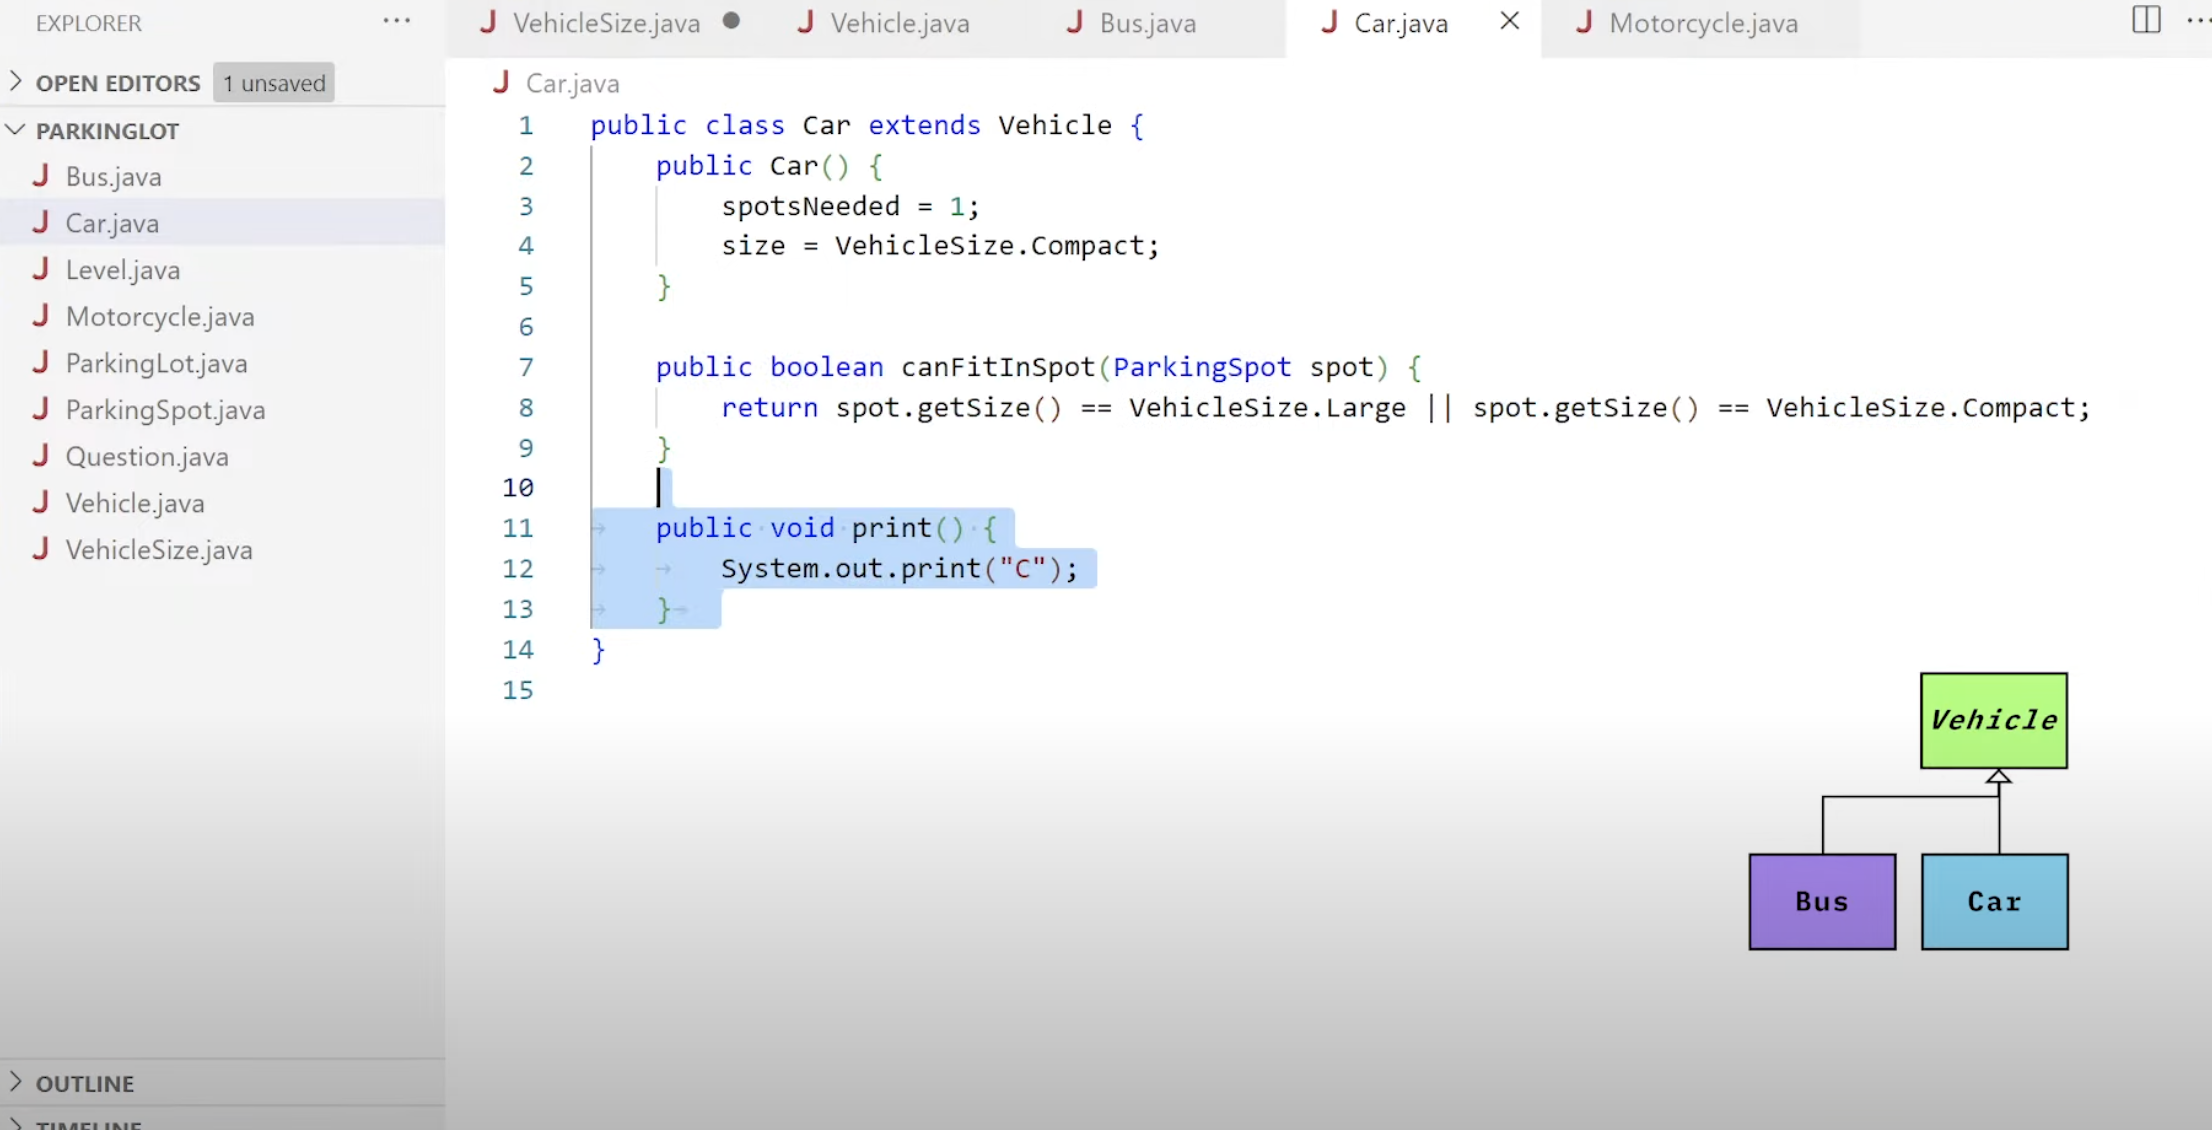 EXPLORER ···
VehicleSize.java ●
Vehicle.java
Bus.java
Car.java ×
Motorcycle.java
OPEN EDITORS 1 unsaved
PARKINGLOT
Bus.java
Car.java
Level.java
Motorcycle.java
ParkingLot.java
ParkingSpot.java
Question.java
Vehicle.java
VehicleSize.java
OUTLINE
TIMELINE
Car.java
1 public class Car extends Vehicle {
2 public Car() {
3 spotsNeeded = 1;
4 size = VehicleSize.Compact;
5 }
6
7 public boolean canFitInSpot(ParkingSpot spot) {
8 return spot.getSize() == VehicleSize.Large || spot.getSize() == VehicleSize.Compact;
9 }
10
11 public void print() {
12 System.out.print("C");
13 }
14 }
15
Vehicle
Bus
Car